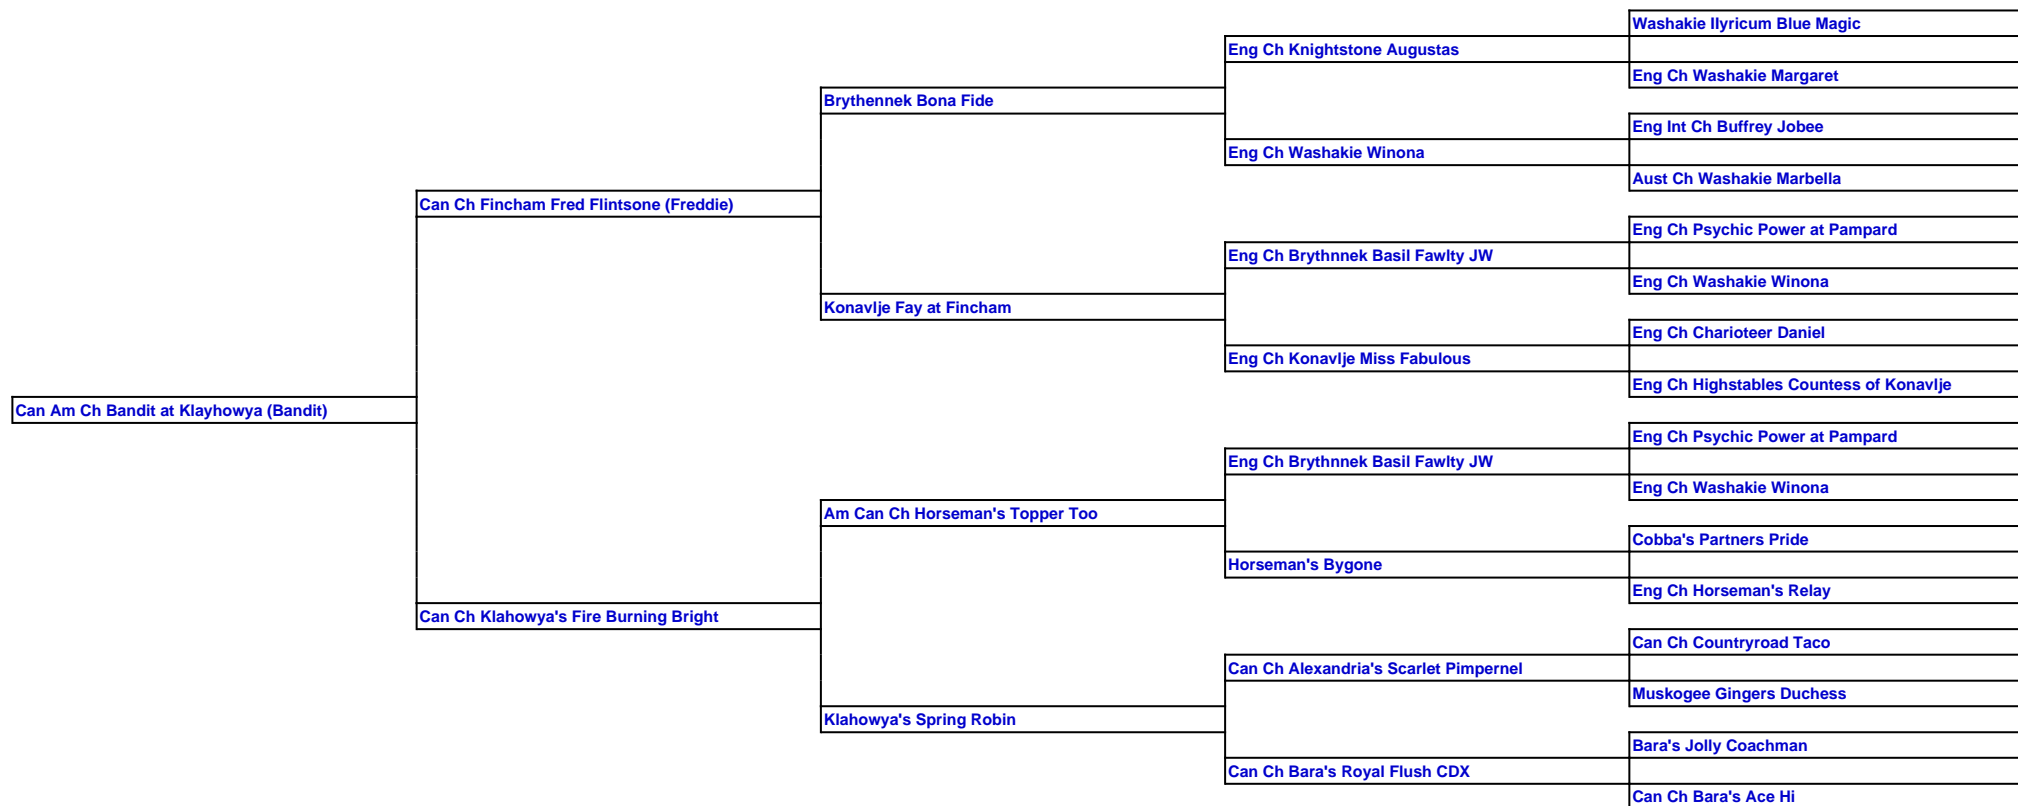 Washakie Ilyricum Blue Magic
Eng Ch Knightstone Augustas
Eng Ch Washakie Margaret
Brythennek Bona Fide
Eng Int Ch Buffrey Jobee
Eng Ch Washakie Winona
Aust Ch Washakie Marbella
Can Ch Fincham Fred Flintsone (Freddie)
Eng Ch Psychic Power at Pampard
Eng Ch Brythnnek Basil Fawlty JW
Eng Ch Washakie Winona
Konavlje Fay at Fincham
Eng Ch Charioteer Daniel
Eng Ch Konavlje Miss Fabulous
Eng Ch Highstables Countess of Konavlje
Can Am Ch Bandit at Klayhowya (Bandit)
Eng Ch Psychic Power at Pampard
Eng Ch Brythnnek Basil Fawlty JW
Eng Ch Washakie Winona
Am Can Ch Horseman's Topper Too
Cobba's Partners Pride
Horseman's Bygone
Eng Ch Horseman's Relay
Can Ch Klahowya's Fire Burning Bright
Can Ch Countryroad Taco
Can Ch Alexandria's Scarlet Pimpernel
Muskogee Gingers Duchess
Klahowya's Spring Robin
Bara's Jolly Coachman
Can Ch Bara's Royal Flush CDX
Can Ch Bara's Ace Hi